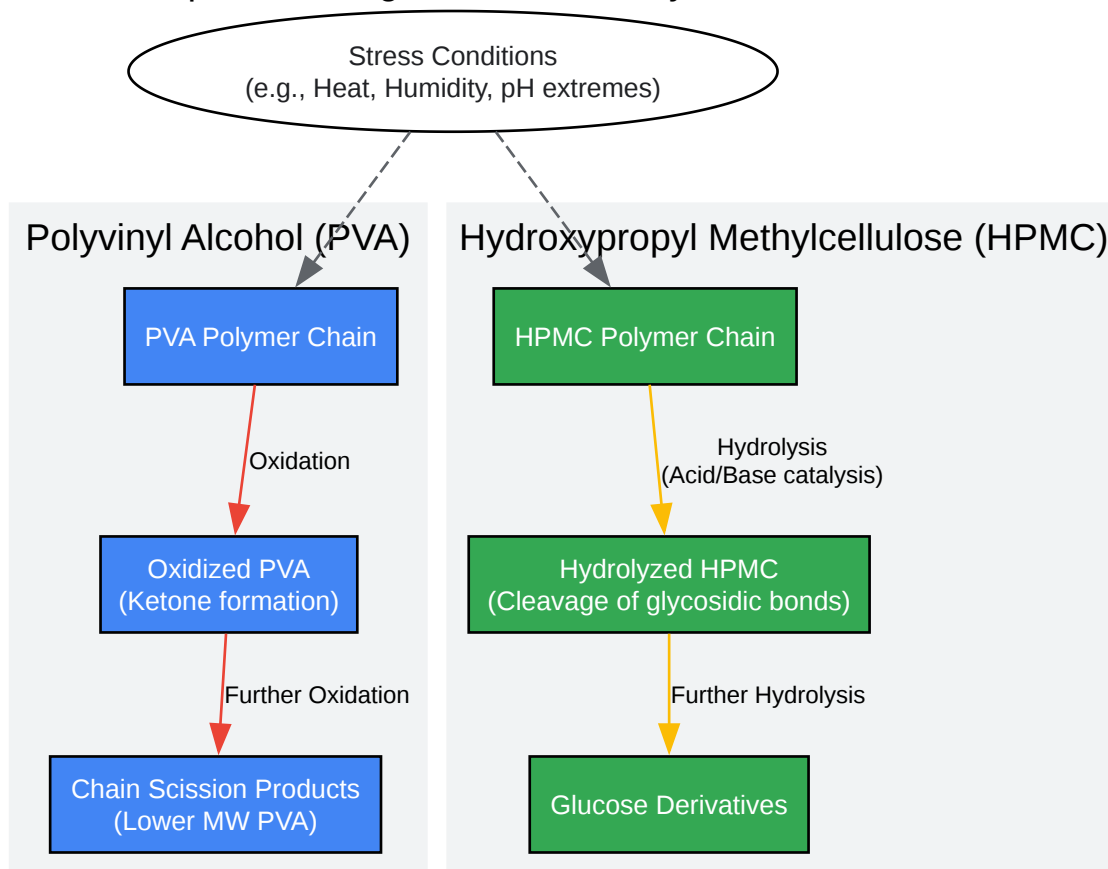 Stress Conditions
(e.g., Heat, Humidity, pH extremes)
Polyvinyl Alcohol (PVA)
Hydroxypropyl Methylcellulose (HPMC)
PVA Polymer Chain
HPMC Polymer Chain
Oxidation
Hydrolysis
(Acid/Base catalysis)
Oxidized PVA
(Ketone formation)
Hydrolyzed HPMC
(Cleavage of glycosidic bonds)
Further Oxidation
Further Hydrolysis
Chain Scission Products
(Lower MW PVA)
Glucose Derivatives